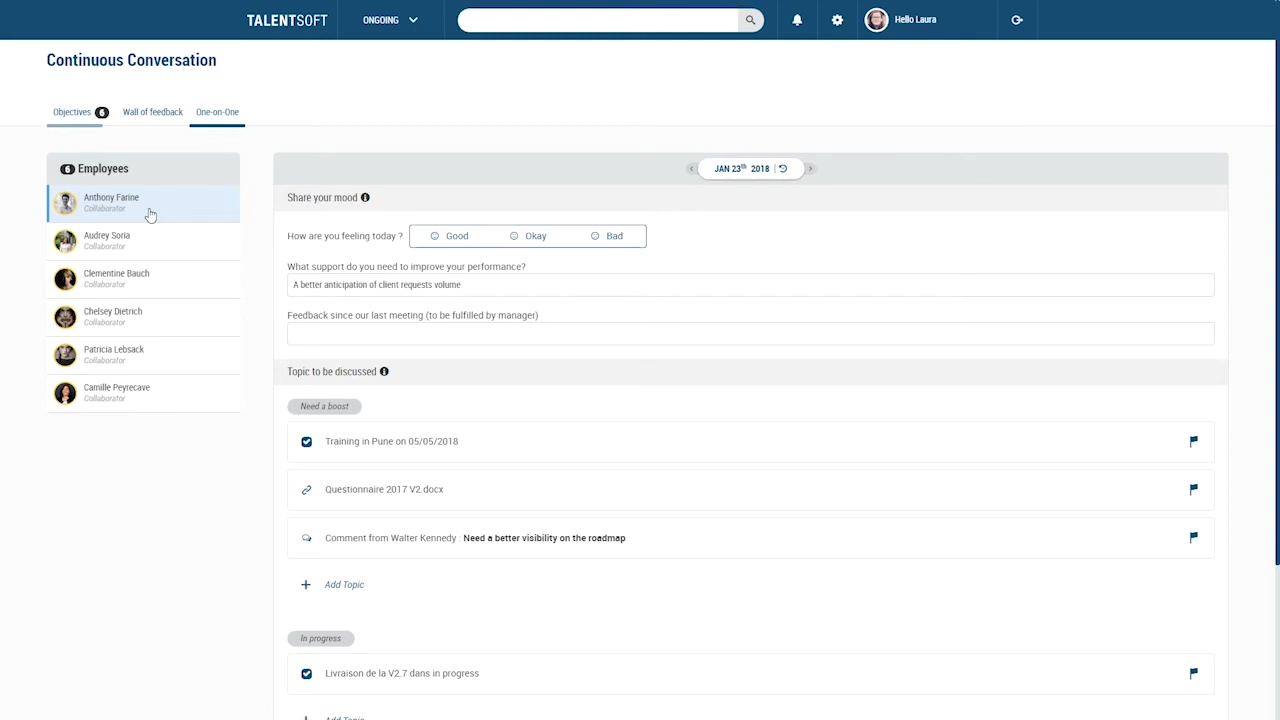 TALENTSOFT
ONGOING
Hello Laura
Continuous Conversation
Objectives 6 Wall of feedback One-on-One
6 Employees
Anthony Farine
Collaborator
Audrey Soria
Collaborator
Clementine Bauch
Collaborator
Chelsey Dietrich
Collaborator
Patricia Lebsack
Collaborator
Camille Peyrecave
Collaborator
JAN 23th 2018
Share your mood
How are you feeling today ? Good Okay Bad
What support do you need to improve your performance?
A better anticipation of client requests volume
Feedback since our last meeting (to be fulfilled by manager)
Topic to be discussed
Need a boost
Training in Pune on 05/05/2018
Questionnaire 2017 V2.docx
Comment from Walter Kennedy : Need a better visibility on the roadmap
Add Topic
In progress
Livraison de la V2.7 dans in progress
Add Topic